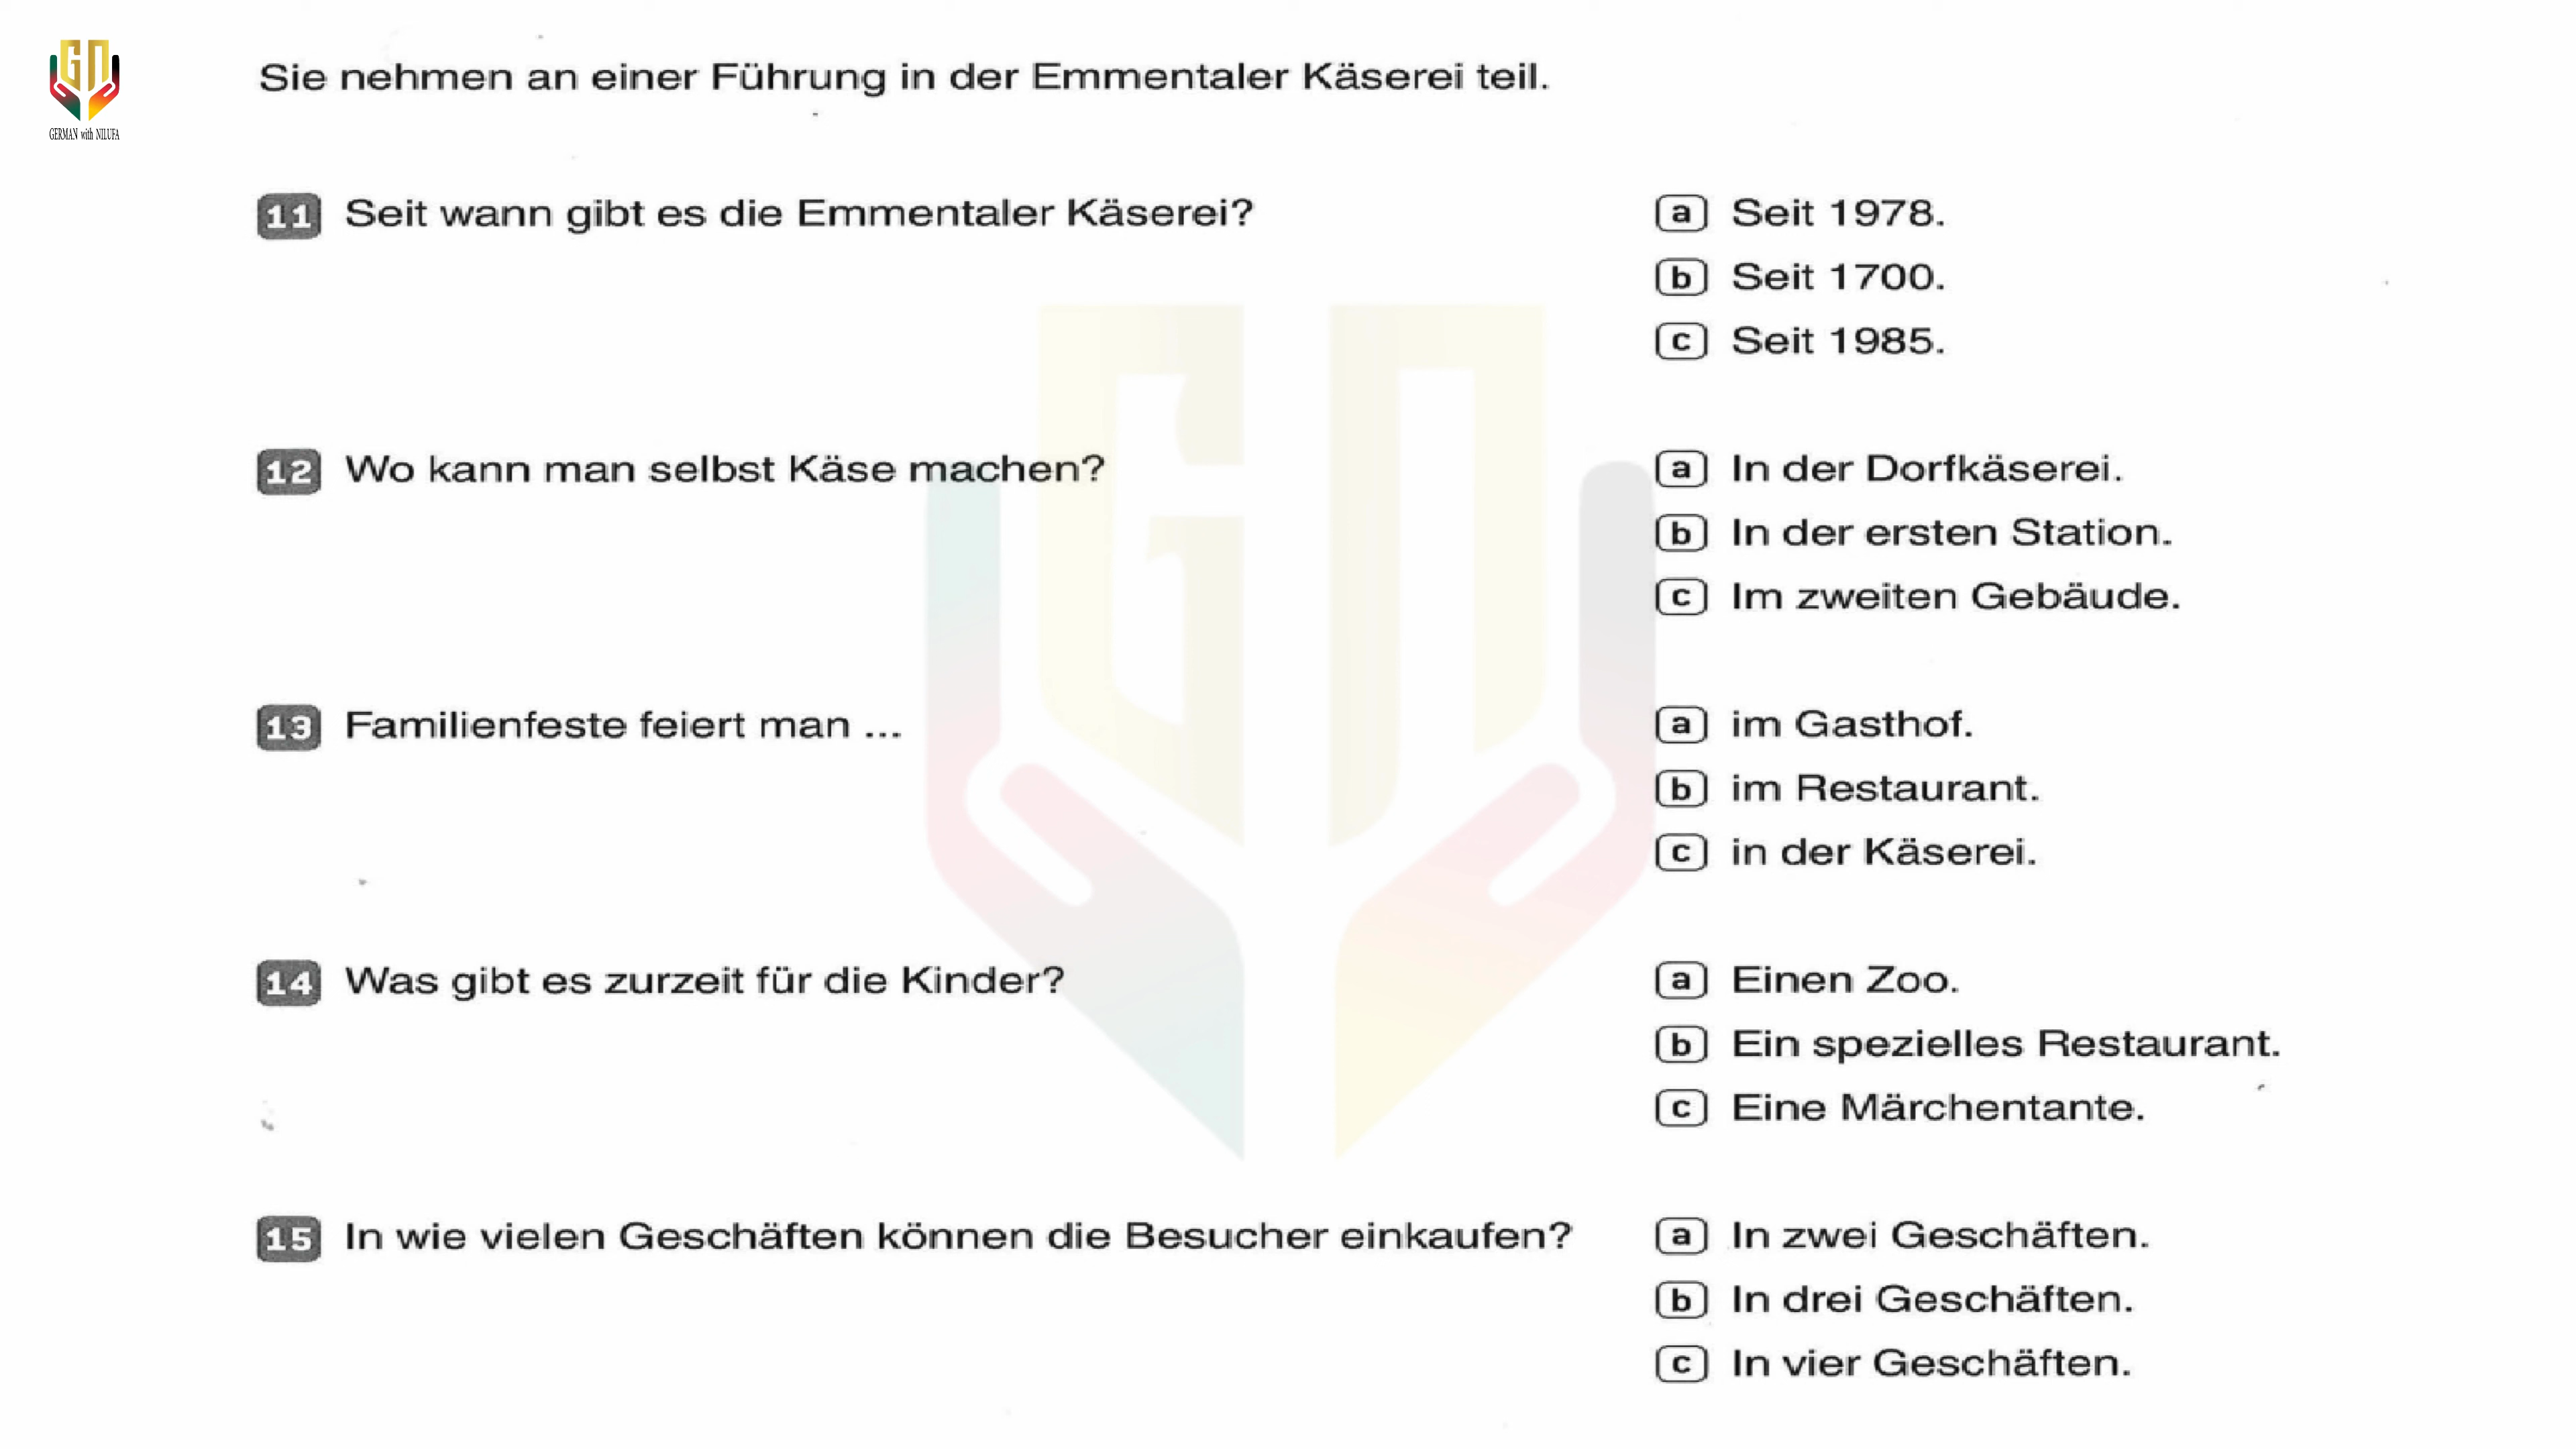 GERMAN with NILUFA
Sie nehmen an einer Führung in der Emmentaler Käserei teil.
11 Seit wann gibt es die Emmentaler Käserei?
a Seit 1978.
b Seit 1700.
c Seit 1985.
12 Wo kann man selbst Käse machen?
a In der Dorfkäserei.
b In der ersten Station.
c Im zweiten Gebäude.
13 Familienfeste feiert man ...
a im Gasthof.
b im Restaurant.
c in der Käserei.
14 Was gibt es zurzeit für die Kinder?
a Einen Zoo.
b Ein spezielles Restaurant.
c Eine Märchentante.
15 In wie vielen Geschäften können die Besucher einkaufen?
a In zwei Geschäften.
b In drei Geschäften.
c In vier Geschäften.